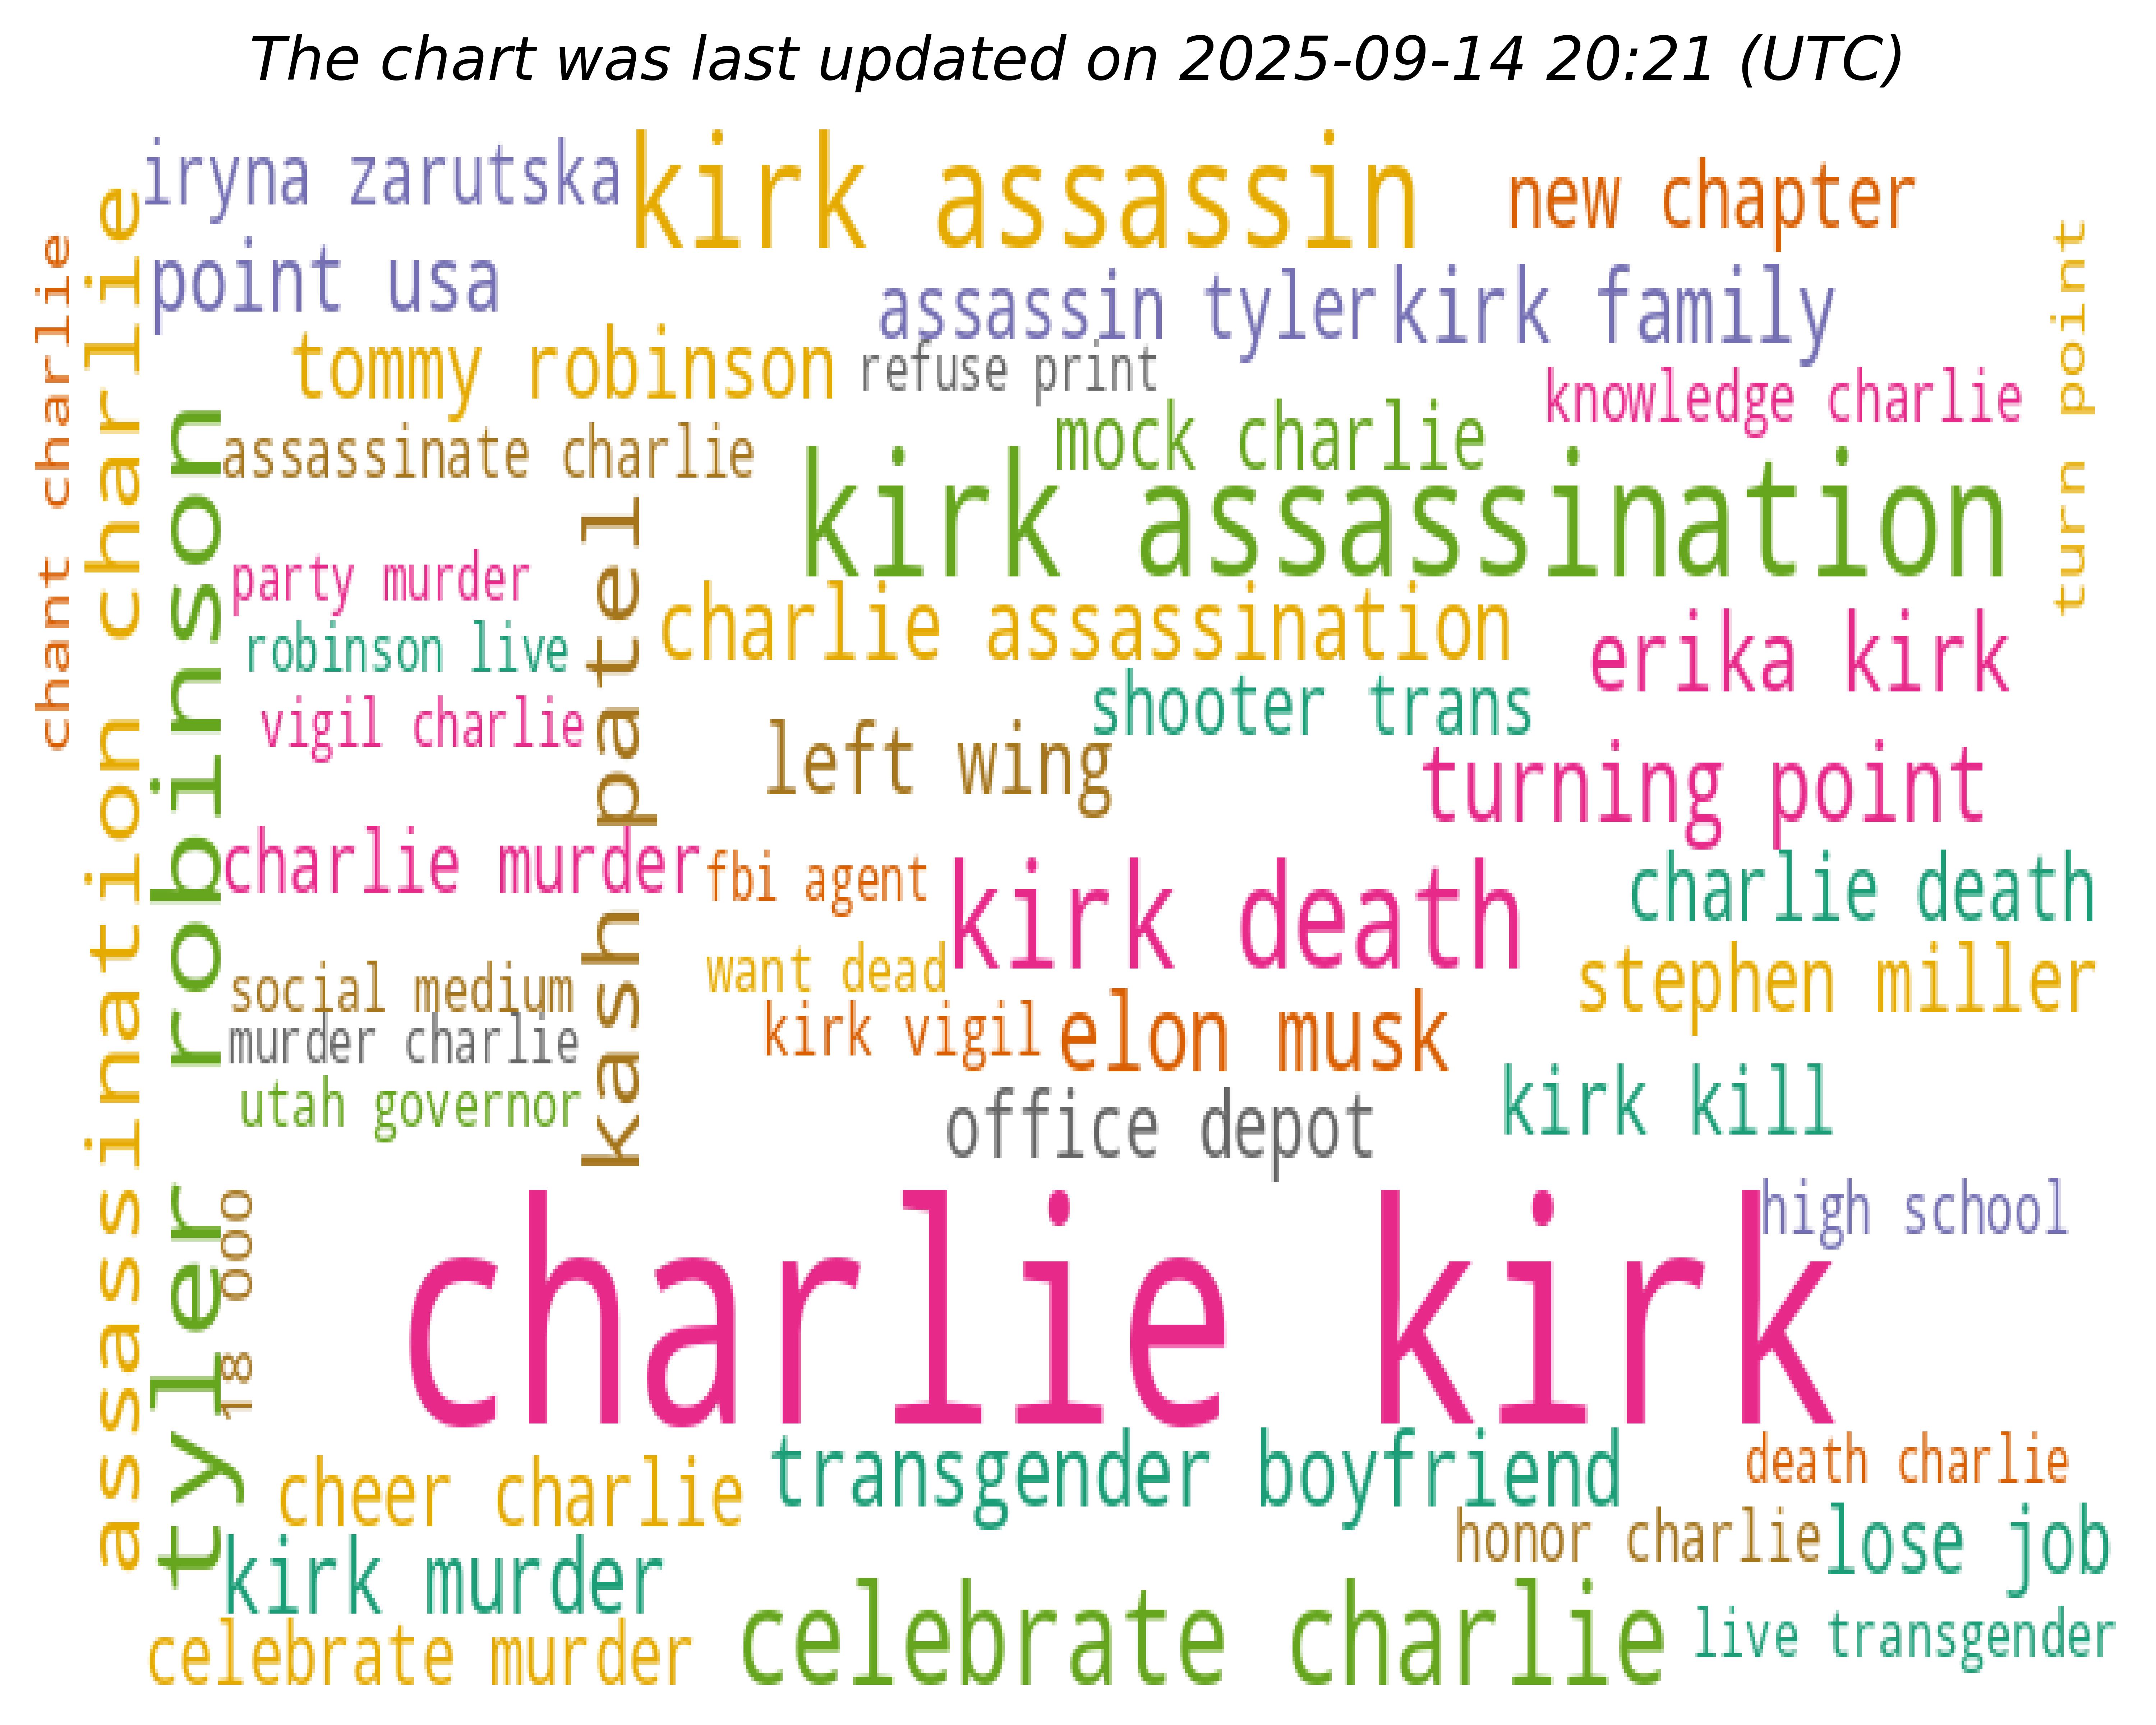 The chart was last updated on 2025-09-14 20:21 (UTC)
iryna zarutska
kirk assassin
new chapter
point usa
assassin tyler
kirk family
turn point
chant charlie
assassination charlie
tommy robinson
refuse print
knowledge charlie
mock charlie
assassinate charlie
tyler robinson
kirk assassination
kash patel
party murder
charlie assassination
robinson live
erika kirk
shooter trans
vigil charlie
left wing
turning point
charlie murder
fbi agent
kirk death
charlie death
want dead
stephen miller
social medium
kirk vigil
elon musk
murder charlie
utah governor
office depot
kirk kill
18 000
high school
charlie kirk
transgender boyfriend
death charlie
cheer charlie
honor charlie
lose job
kirk murder
celebrate charlie
live transgender
celebrate murder